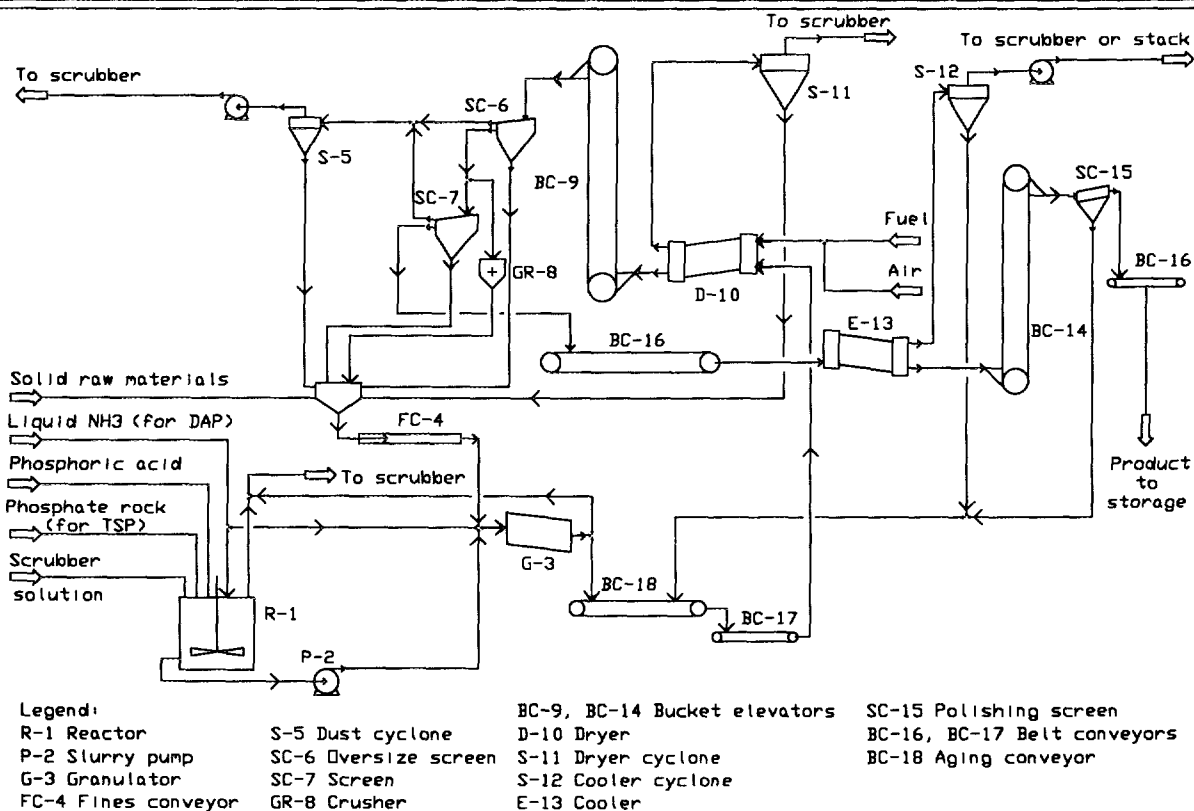 To scrubber
To scrubber or stack
To scrubber
S-12
SC-6
S-11
S-5
BC-9
SC-15
SC-7
Fuel
BC-16
GR-8
Air
D-10
E-13
BC-16
BC-14
Solid raw materials
Liquid NH3 (for DAP)
FC-4
Phosphoric acid
To scrubber
Product
to
storage
Phosphate rock
(for TSP)
G-3
Scrubber
solution
BC-18
R-1
BC-17
P-2
Legend:
R-1 Reactor
P-2 Slurry pump
G-3 Granulator
FC-4 Fines conveyor
S-5 Dust cyclone
SC-6 Oversize screen
SC-7 Screen
GR-8 Crusher
BC-9, BC-14 Bucket elevators
D-10 Dryer
S-11 Dryer cyclone
S-12 Cooler cyclone
E-13 Cooler
SC-15 Polishing screen
BC-16, BC-17 Belt conveyors
BC-18 Aging conveyor